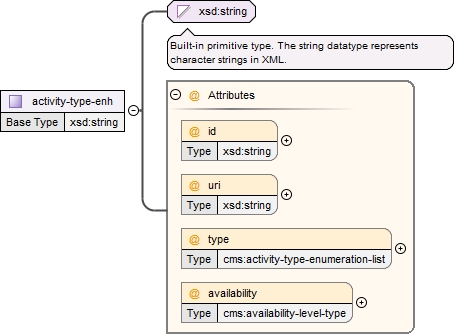 xsd:string
Built-in primitive type. The string datatype represents
character strings in XML.
activity-type-enh
Base Type xsd:string
@ Attributes
@ id
Type xsd:string
@ uri
Type xsd:string
@ type
Type cms:activity-type-enumeration-list
@ availability
Type cms:availability-level-type